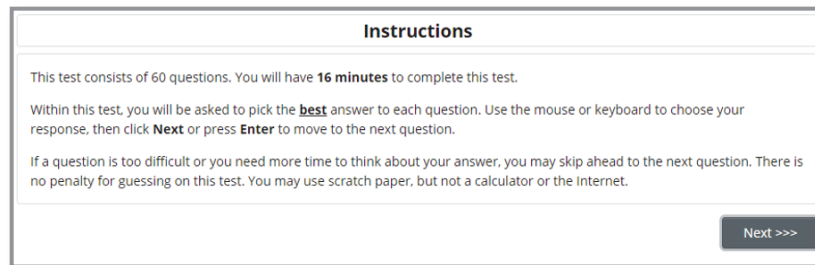 Instructions
This test consists of 60 questions. You will have 16 minutes to complete this test.
Within this test, you will be asked to pick the best answer to each question. Use the mouse or keyboard to choose your
response, then click Next or press Enter to move to the next question.
If a question is too difficult or you need more time to think about your answer, you may skip ahead to the next question. There is
no penalty for guessing on this test. You may use scratch paper, but not a calculator or the Internet.
Next >>>